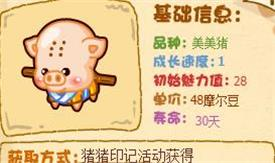 基础信息:
品种: 美美猪
成长速度: 1
初始魅力值: 28
单价: 48摩尔豆
寿命: 30天
获取方式: 猪猪印记活动获得